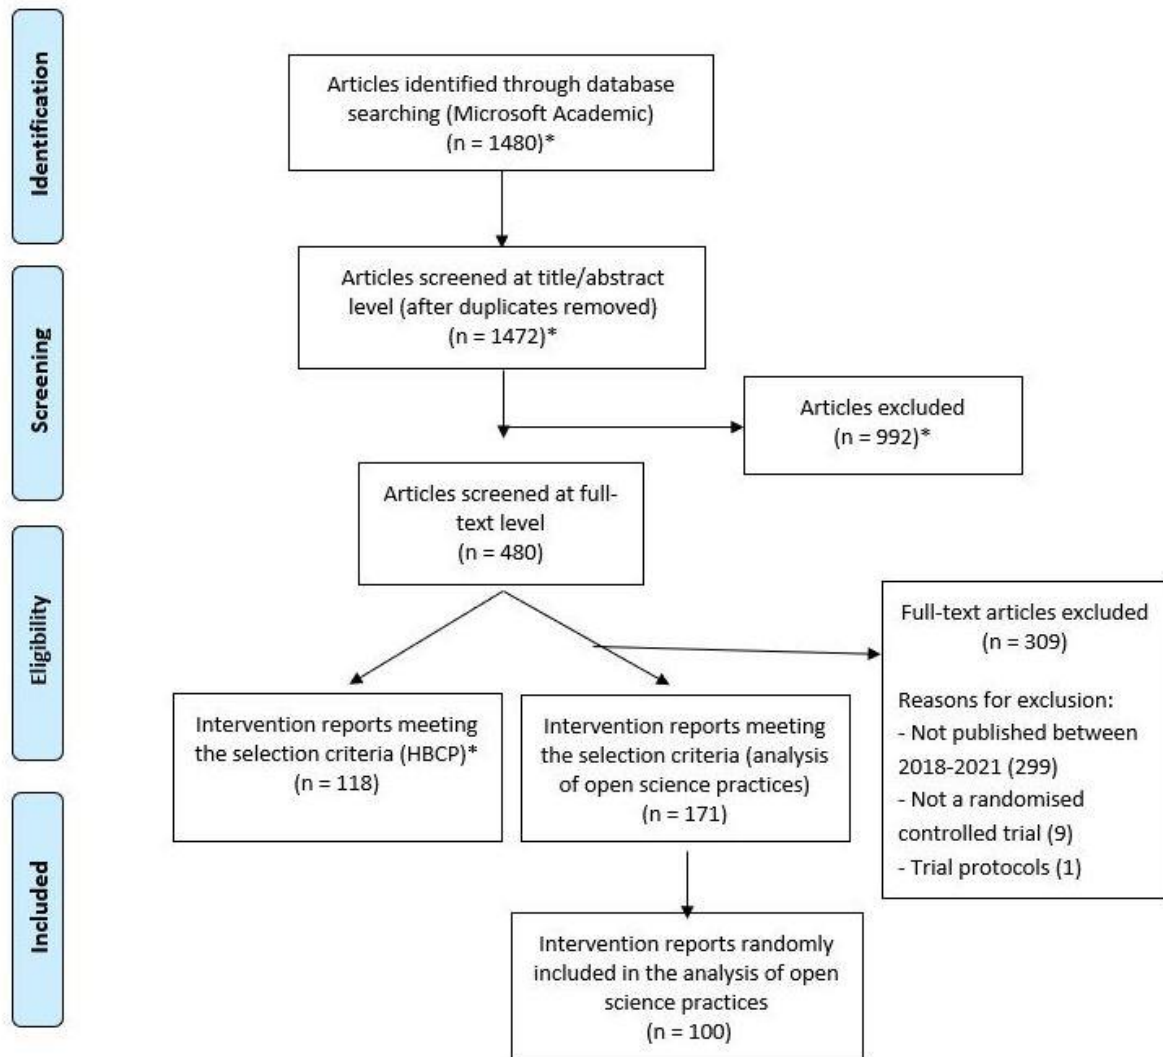 Identification
Articles identified through database
searching (Microsoft Academic)
(n = 1480)*
Screening
Articles screened at title/abstract
level (after duplicates removed)
(n = 1472)*
Articles excluded
(n = 992)*
Articles screened at full-
text level
(n = 480)
Eligibility
Full-text articles excluded
(n = 309)
Reasons for exclusion:
- Not published between
2018-2021 (299)
- Not a randomised
controlled trial (9)
- Trial protocols (1)
Intervention reports meeting
the selection criteria (HBCP)*
(n = 118)
Intervention reports meeting
the selection criteria (analysis
of open science practices)
(n = 171)
Included
Intervention reports randomly
included in the analysis of open
science practices
(n = 100)